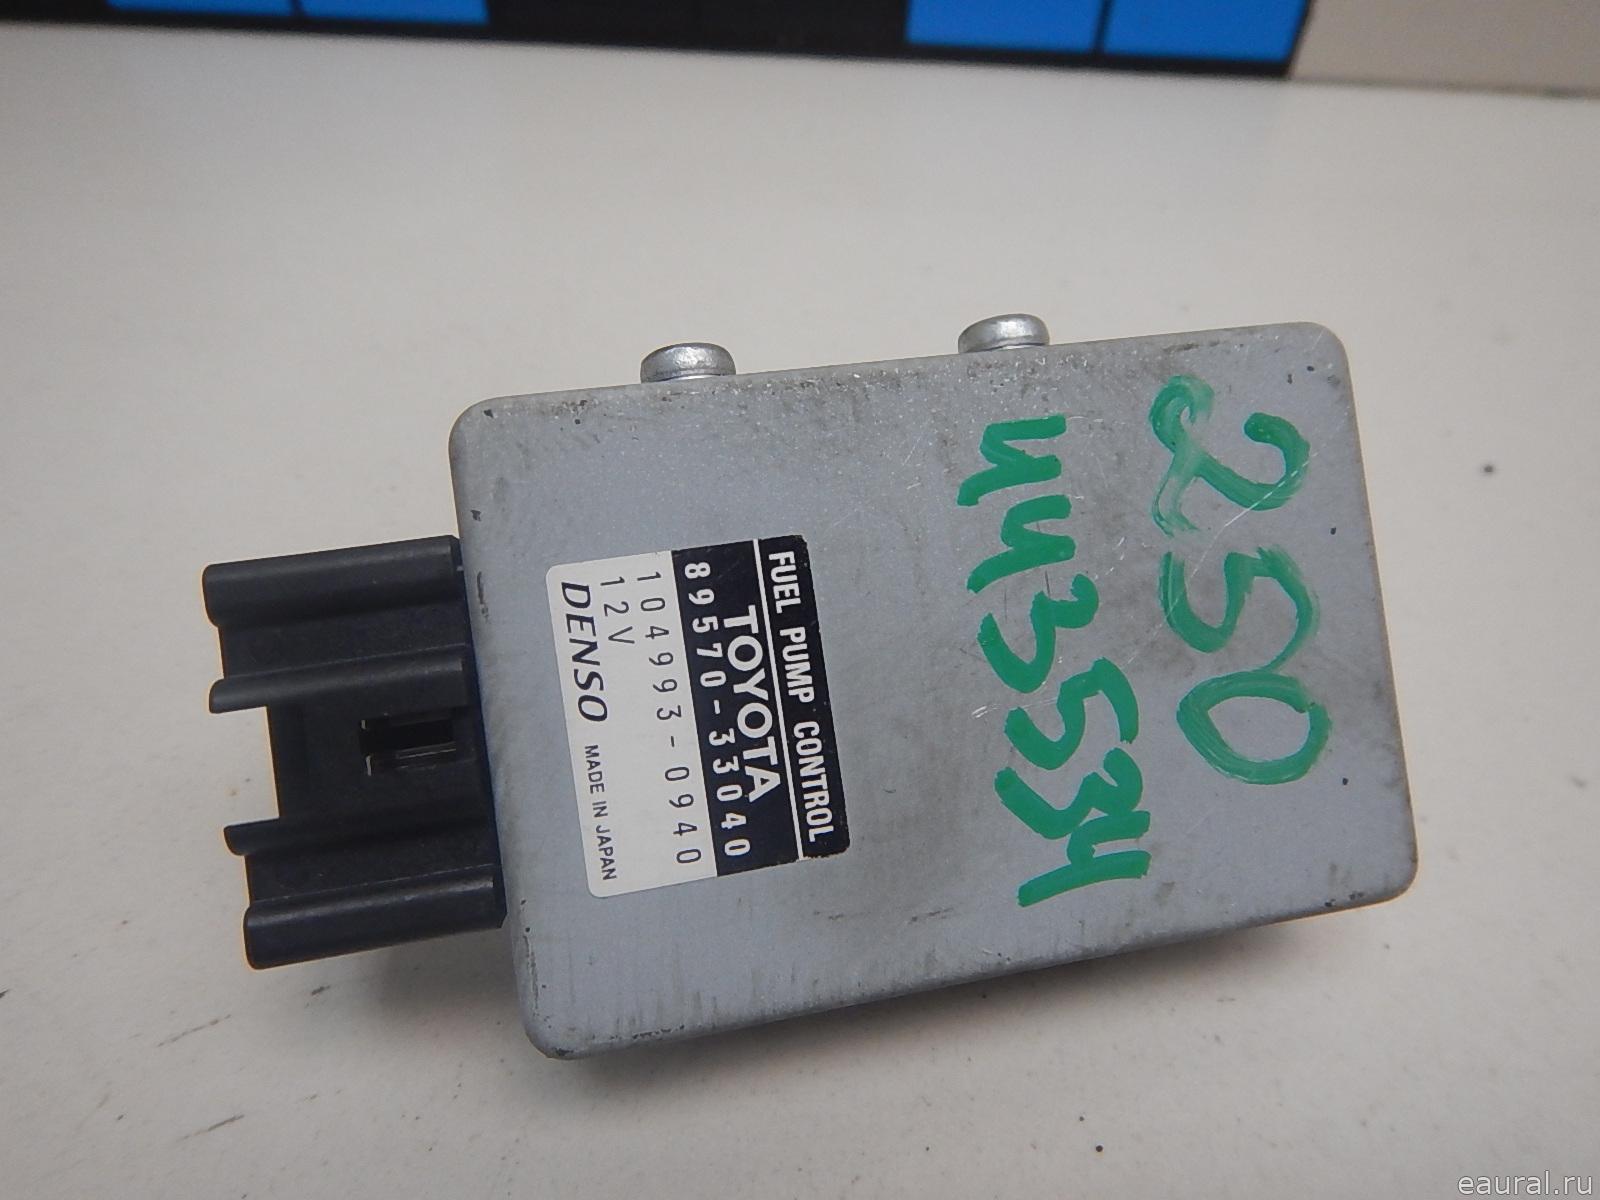 FUEL PUMP CONTROL
TOYOTA
89570-33040
104993-0940
12V
DENSO MADE IN JAPAN
250
443534
eaural.ru